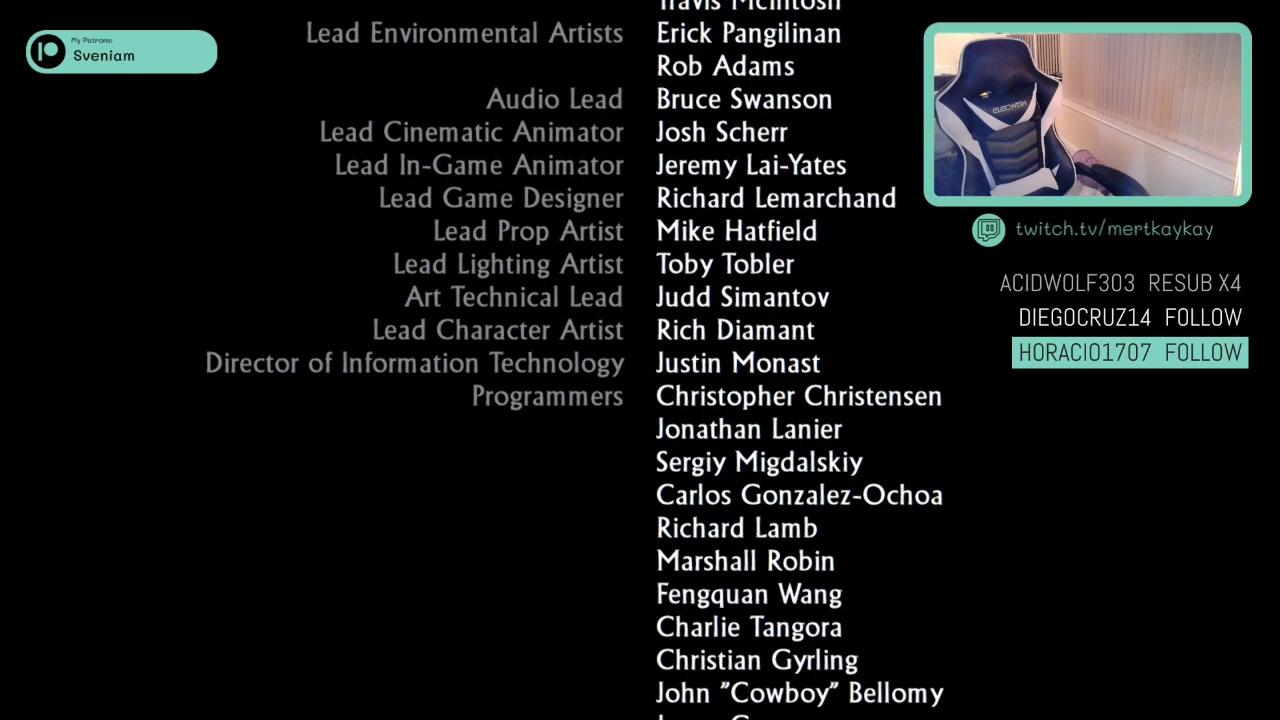 Travis McIntosh
Lead Environmental Artists Erick Pangilinan
Rob Adams
Audio Lead Bruce Swanson
Lead Cinematic Animator Josh Scherr
Lead In-Game Animator Jeremy Lai-Yates
Lead Game Designer Richard Lemarchand
Lead Prop Artist Mike Hatfield
Lead Lighting Artist Toby Tobler
Art Technical Lead Judd Simantov
Lead Character Artist Rich Diamant
Director of Information Technology Justin Monast
Programmers Christopher Christensen
Jonathan Lanier
Sergiy Migdalskiy
Carlos Gonzalez-Ochoa
Richard Lamb
Marshall Robin
Fengquan Wang
Charlie Tangora
Christian Gyrling
John "Cowboy" Bellomy
My Patrons:
Sveniam
ELECWISH
twitch.tv/mertkaykay
ACIDWOLF303 RESUB X4
DIEGOCRUZ14 FOLLOW
HORACIO1707 FOLLOW